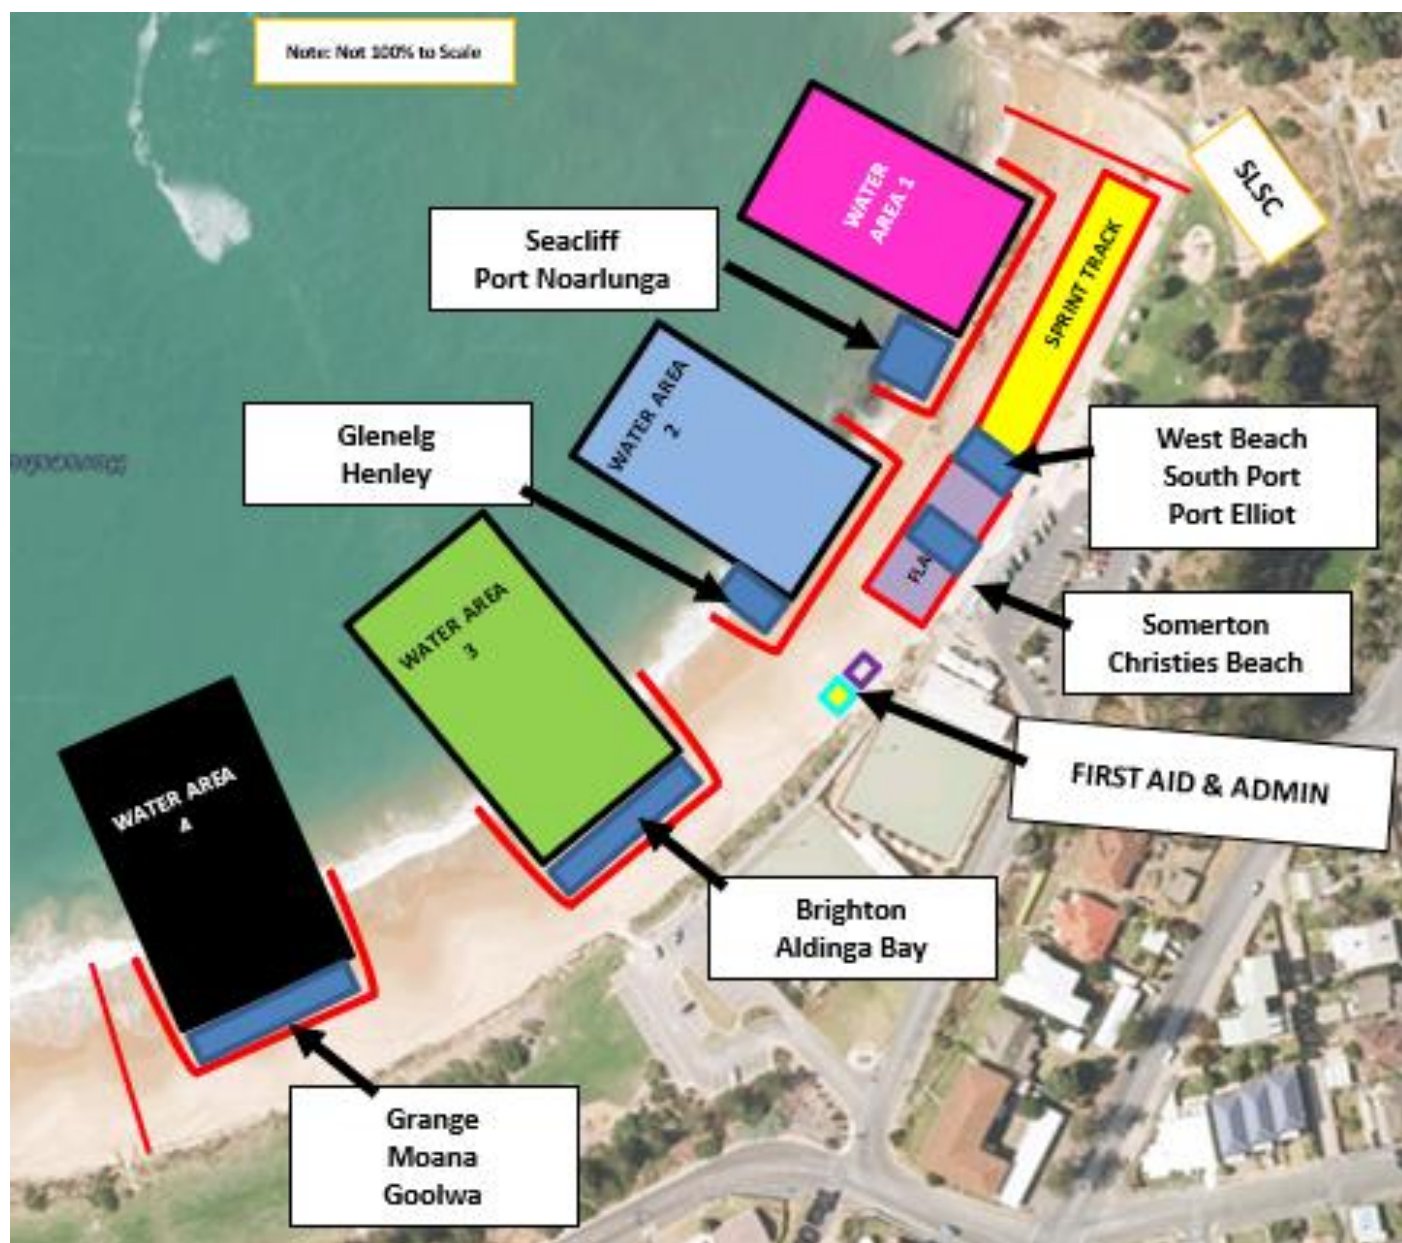 Note: Not 100% to Scale
SLSC
WATER
AREA 1
SPRINT TRACK
Seacliff
Port Noarlunga
WATER AREA
2
Glenelg
Henley
West Beach
South Port
Port Elliot
FLA
Somerton
Christies Beach
WATER AREA
3
FIRST AID & ADMIN
WATER AREA
4
Brighton
Aldinga Bay
Grange
Moana
Goolwa